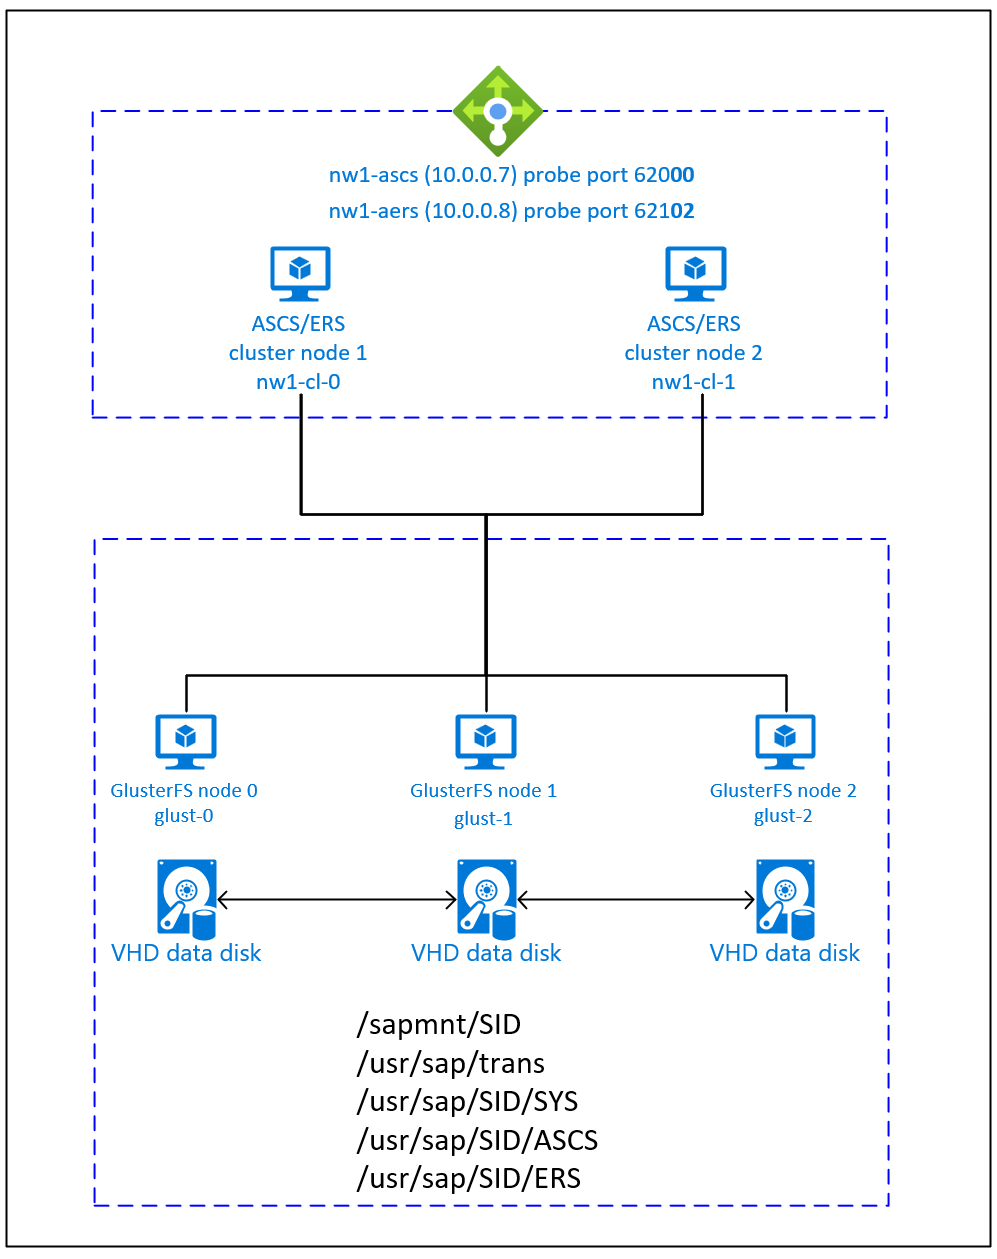 nw1-ascs (10.0.0.7) probe port 62000
nw1-aers (10.0.0.8) probe port 62102
ASCS/ERS
cluster node 1
nw1-cl-0
ASCS/ERS
cluster node 2
nw1-cl-1
GlusterFS node 0
glust-0
GlusterFS node 1
glust-1
GlusterFS node 2
glust-2
VHD data disk
VHD data disk
VHD data disk
/sapmnt/SID
/usr/sap/trans
/usr/sap/SID/SYS
/usr/sap/SID/ASCS
/usr/sap/SID/ERS